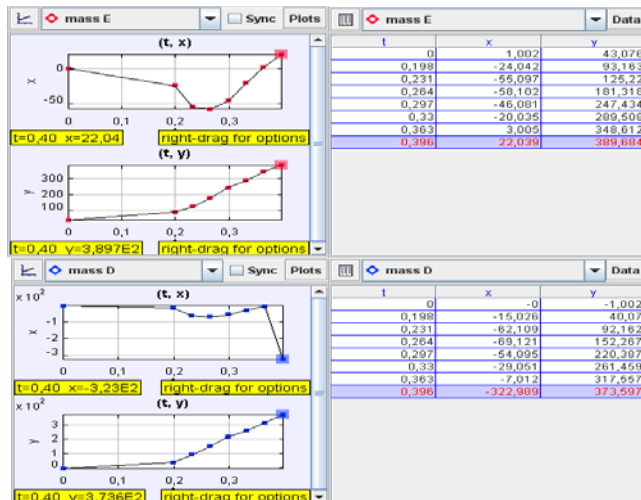 mass E Sync Plots mass E Data
(t, x)
0
-50
x
0 0,1 0,2 0,3
t=0,40 x=22,04 right-drag for options
(t, y)
300
200
100
y
0 0,1 0,2 0,3
t=0,40 y=3,897E2 right-drag for options
t x y
0 1,002 43,076
0,198 -24,042 93,163
0,231 -55,097 125,22
0,264 -58,102 181,318
0,297 -46,081 247,434
0,33 -20,035 289,508
0,363 3,005 348,612
0,396 22,039 389,684
mass D Sync Plots mass D Data
x 10²
(t, x)
-1
-2
-3
x
0 0,1 0,2 0,3
t=0,40 x=-3,23E2 right-drag for options
x 10²
(t, y)
3
2
1
0
y
0 0,1 0,2 0,3
t=0,40 y=3,736E2 right-drag for options
t x y
0 -0 -1,002
0,198 -15,026 40,07
0,231 -62,109 92,162
0,264 -69,121 152,267
0,297 -54,095 220,387
0,33 -29,051 261,459
0,363 -7,012 317,557
0,396 -322,989 373,597